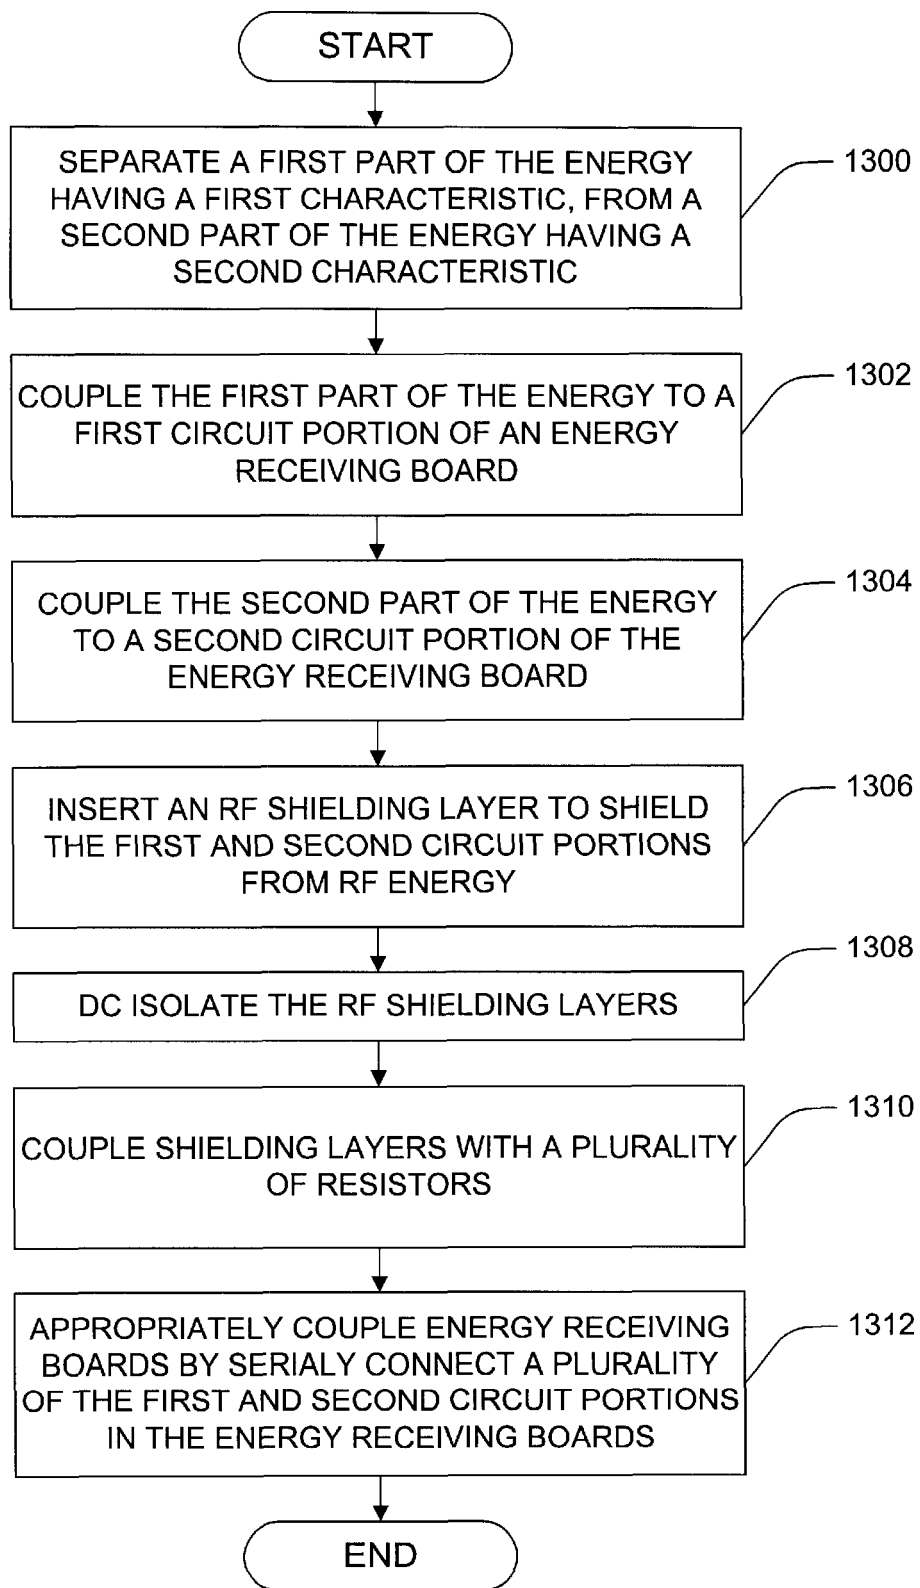 START
SEPARATE A FIRST PART OF THE ENERGY
HAVING A FIRST CHARACTERISTIC, FROM A
SECOND PART OF THE ENERGY HAVING A
SECOND CHARACTERISTIC
1300
COUPLE THE FIRST PART OF THE ENERGY TO A
FIRST CIRCUIT PORTION OF AN ENERGY
RECEIVING BOARD
1302
COUPLE THE SECOND PART OF THE ENERGY
TO A SECOND CIRCUIT PORTION OF THE
ENERGY RECEIVING BOARD
1304
INSERT AN RF SHIELDING LAYER TO SHIELD
THE FIRST AND SECOND CIRCUIT PORTIONS
FROM RF ENERGY
1306
DC ISOLATE THE RF SHIELDING LAYERS
1308
COUPLE SHIELDING LAYERS WITH A PLURALITY
OF RESISTORS
1310
APPROPRIATELY COUPLE ENERGY RECEIVING
BOARDS BY SERIALY CONNECT A PLURALITY
OF THE FIRST AND SECOND CIRCUIT PORTIONS
IN THE ENERGY RECEIVING BOARDS
1312
END